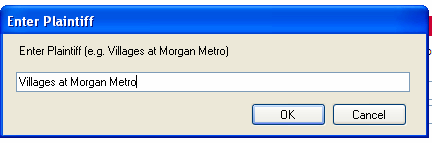 Enter Plaintiff
Enter Plaintiff (e.g. Villages at Morgan Metro)
Villages at Morgan Metro
OK Cancel